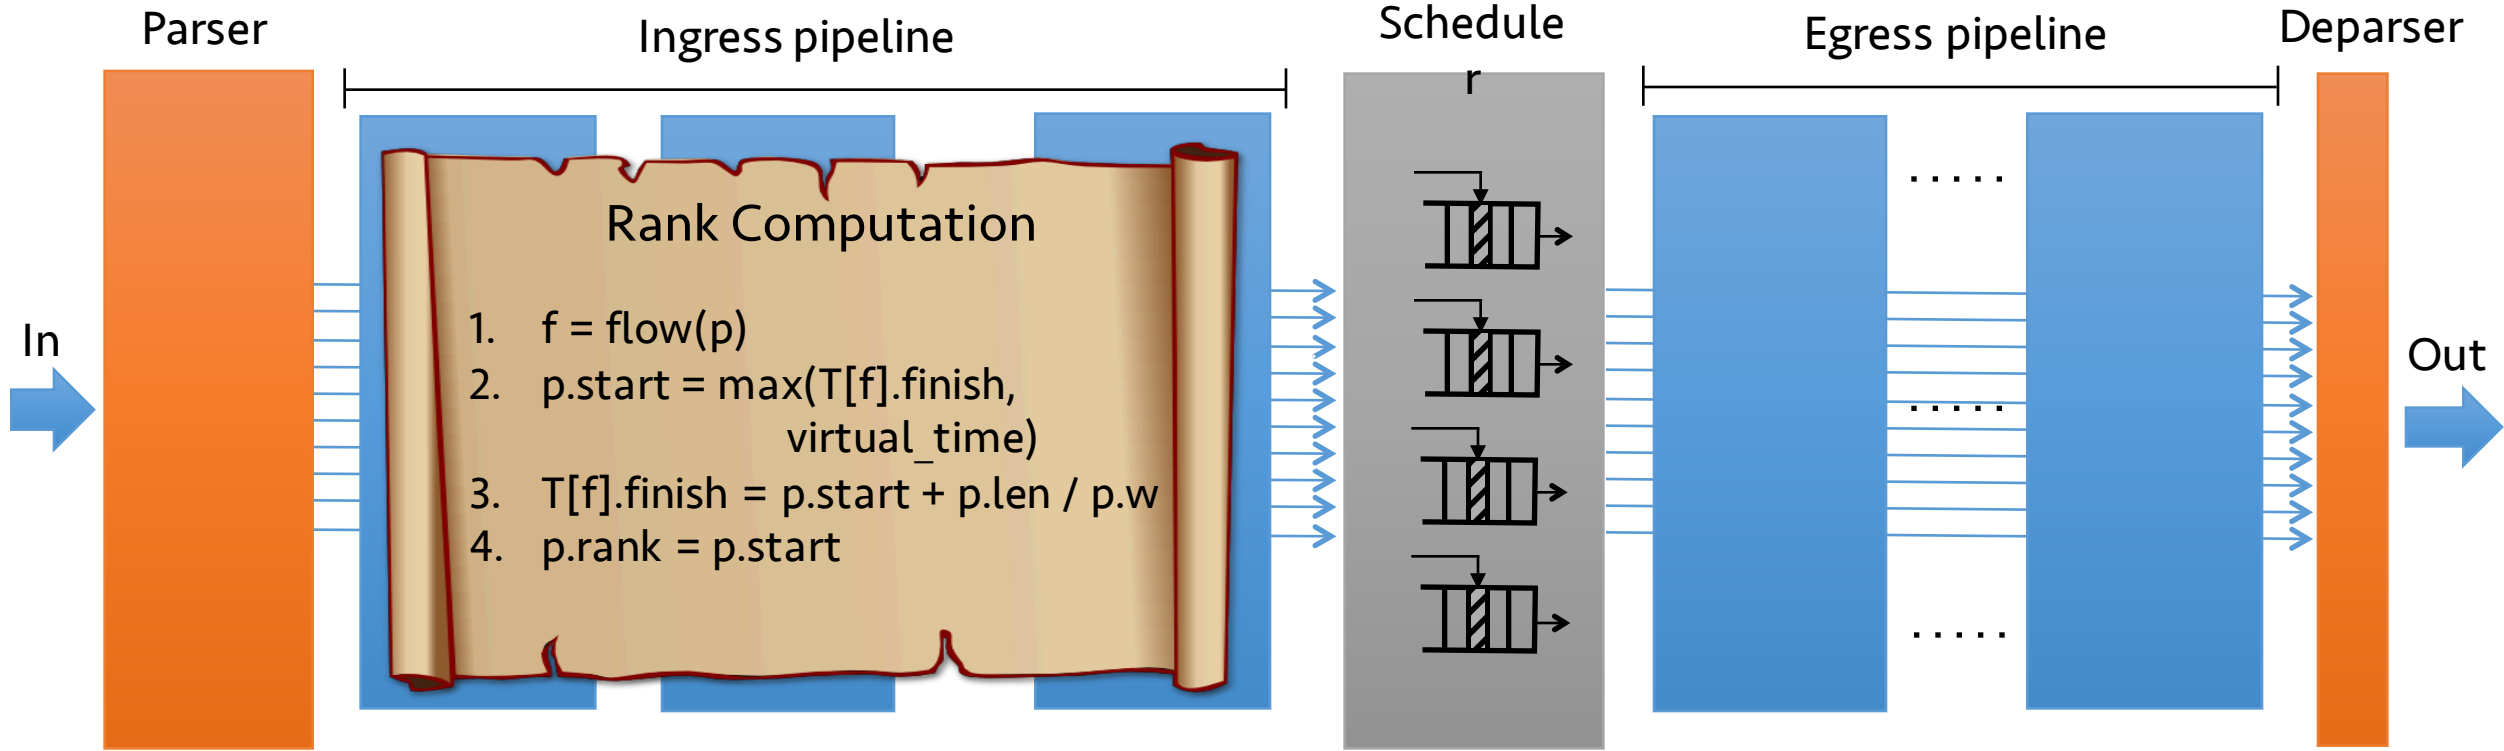 Parser
Ingress pipeline
Schedule
r
Egress pipeline
Deparser
In
Rank Computation
1. f = flow(p)
2. p.start = max(T[f].finish,
virtual_time)
3. T[f].finish = p.start + p.len / p.w
4. p.rank = p.start
. . . . .
. . . . .
. . . . .
Out